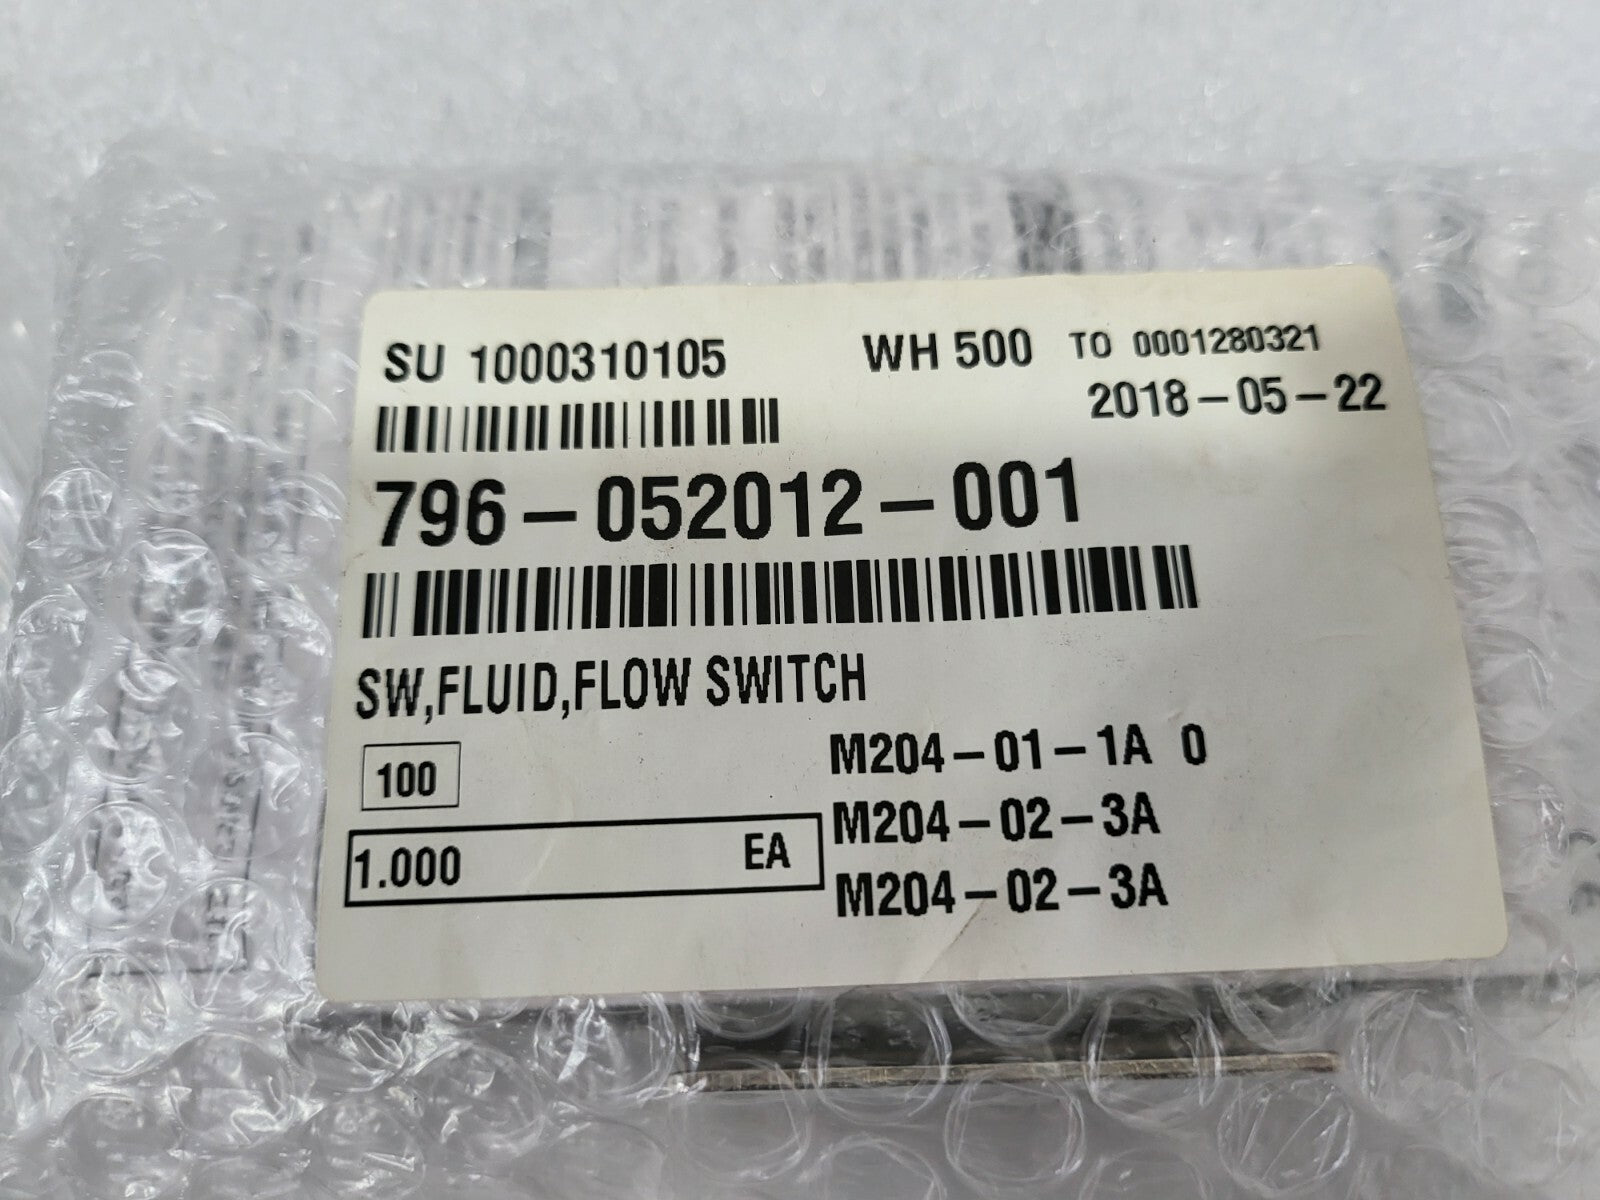 SU 1000310105 WH 500 TO 0001280321
2018-05-22
796-052012-001
SW,FLUID,FLOW SWITCH
100
M204-01-1A 0
1.000 EA
M204-02-3A
M204-02-3A